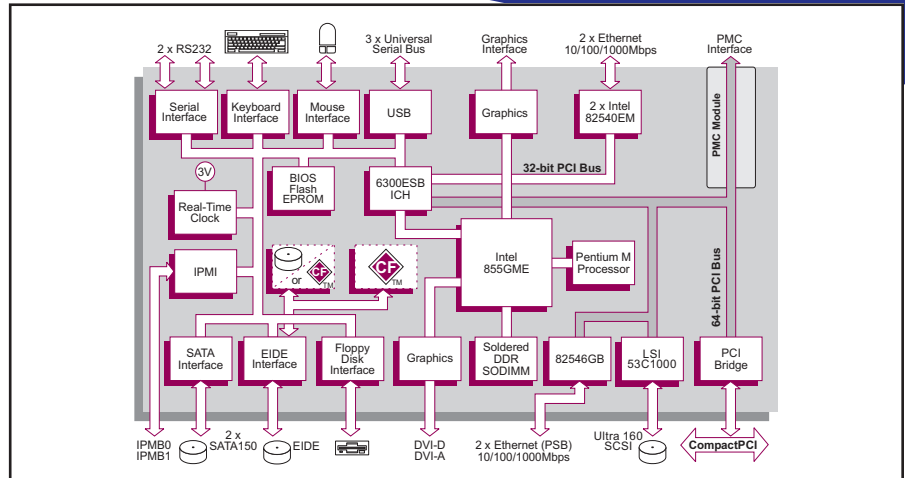 2 x RS232
3 x Universal
Serial Bus
Graphics
Interface
2 x Ethernet
10/100/1000Mbps
PMC
Interface
Serial
Interface
Keyboard
Interface
Mouse
Interface
USB
Graphics
2 x Intel
82540EM
PMC Module
32-bit PCI Bus
3V
BIOS
Flash
EPROM
6300ESB
ICH
Real-Time
Clock
Intel
855GME
Pentium M
Processor
IPMI
or
CF
TM
CF
TM
64-bit PCI Bus
SATA
Interface
EIDE
Interface
Floppy
Disk
Interface
Graphics
Soldered
DDR
SODIMM
82546GB
LSI
53C1000
PCI
Bridge
IPMB0
IPMB1
2 x
SATA150
EIDE
DVI-D
DVI-A
2 x Ethernet (PSB)
10/100/1000Mbps
Ultra 160
SCSI
CompactPCI